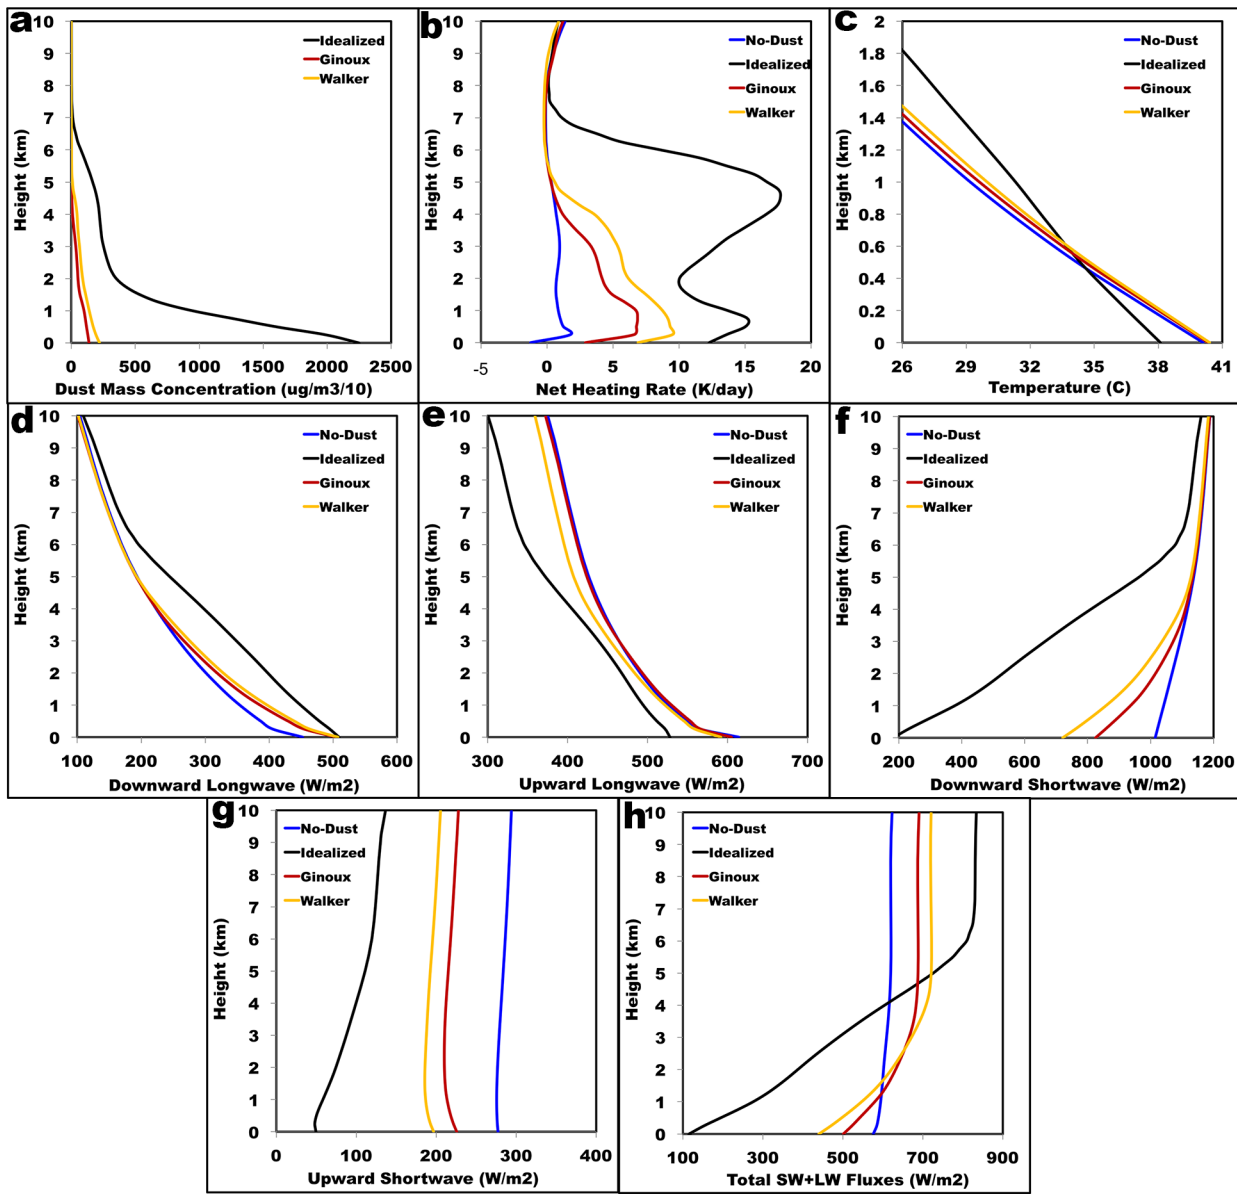 a
10
9
8
7
6
5
4
3
2
1
0
Height (km)
Idealized
Ginoux
Walker
0 500 1000 1500 2000 2500
Dust Mass Concentration (ug/m3/10)
b
10
9
8
7
6
5
4
3
2
1
0
Height (km)
No-Dust
Idealized
Ginoux
Walker
-5 0 5 10 15 20
Net Heating Rate (K/day)
c
2
1.8
1.6
1.4
1.2
1
0.8
0.6
0.4
0.2
0
Height (km)
No-Dust
Idealized
Ginoux
Walker
26 29 32 35 38 41
Temperature (C)
d
10
9
8
7
6
5
4
3
2
1
0
Height (km)
No-Dust
Idealized
Ginoux
Walker
100 200 300 400 500 600
Downward Longwave (W/m2)
e
10
9
8
7
6
5
4
3
2
1
0
Height (km)
No-Dust
Idealized
Ginoux
Walker
300 400 500 600 700
Upward Longwave (W/m2)
f
10
9
8
7
6
5
4
3
2
1
0
Height (km)
No-Dust
Idealized
Ginoux
Walker
200 400 600 800 1000 1200
Downward Shortwave (W/m2)
g
10
9
8
7
6
5
4
3
2
1
0
Height (km)
No-Dust
Idealized
Ginoux
Walker
0 100 200 300 400
Upward Shortwave (W/m2)
h
10
9
8
7
6
5
4
3
2
1
0
Height (km)
No-Dust
Idealized
Ginoux
Walker
100 300 500 700 900
Total SW+LW Fluxes (W/m2)